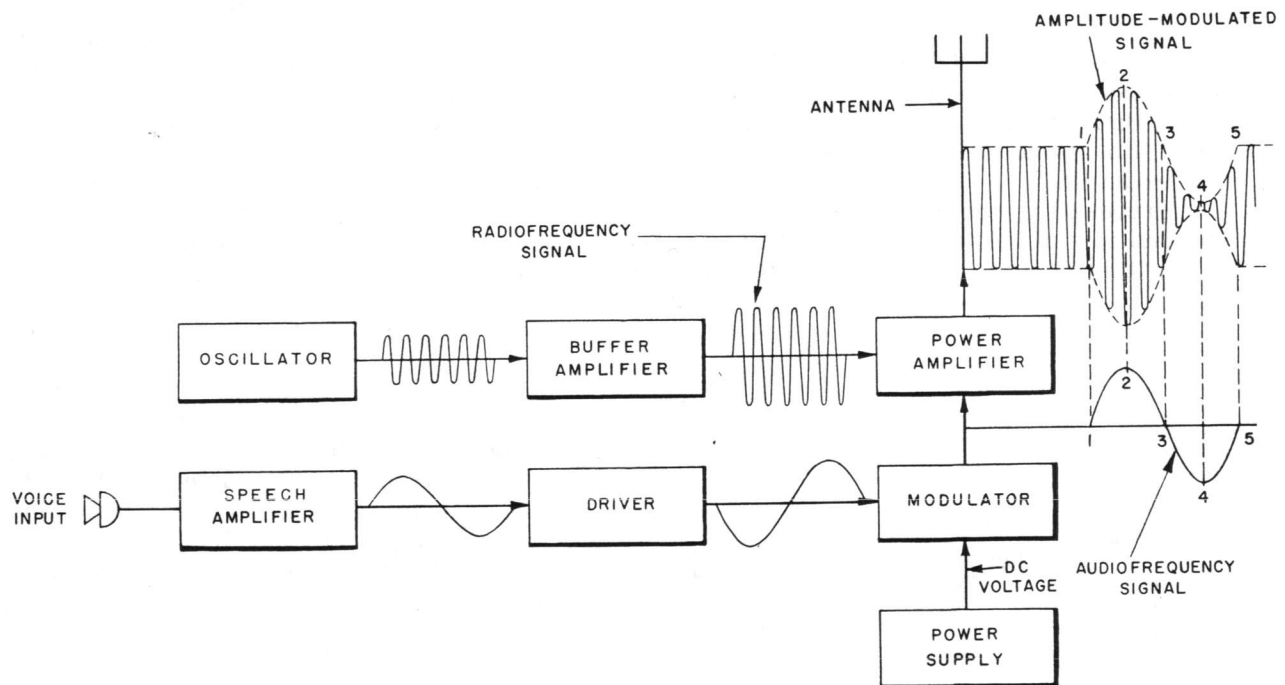 AMPLITUDE-MODULATED
SIGNAL
ANTENNA
1
2
3
4
5
RADIOFREQUENCY
SIGNAL
OSCILLATOR
BUFFER
AMPLIFIER
POWER
AMPLIFIER
1
2
3
4
5
VOICE
INPUT
SPEECH
AMPLIFIER
DRIVER
MODULATOR
DC
VOLTAGE
AUDIOFREQUENCY
SIGNAL
POWER
SUPPLY